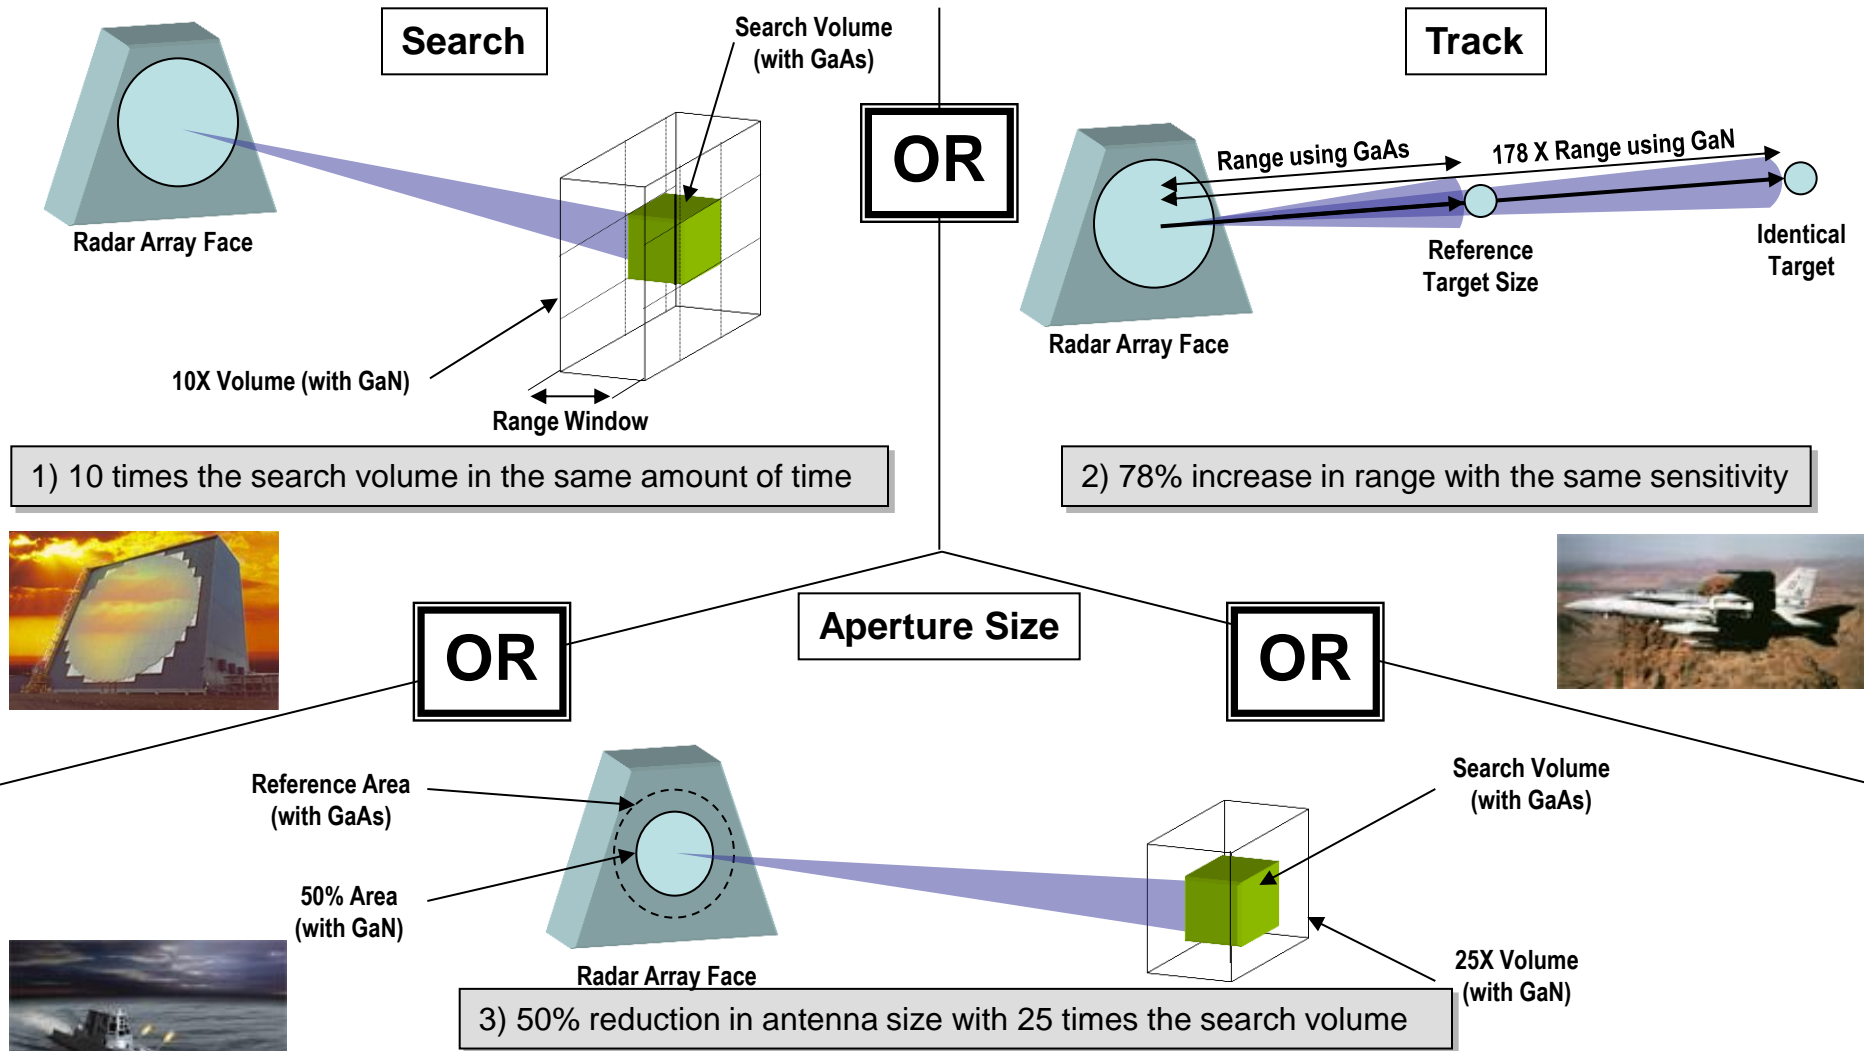 Search
Search Volume
(with GaAs)
Radar Array Face
10X Volume (with GaN)
Range Window
1) 10 times the search volume in the same amount of time
OR
Track
Range using GaAs
178 X Range using GaN
Reference
Target Size
Identical
Target
Radar Array Face
2) 78% increase in range with the same sensitivity
OR
Aperture Size
OR
Reference Area
(with GaAs)
50% Area
(with GaN)
Radar Array Face
Search Volume
(with GaAs)
25X Volume
(with GaN)
3) 50% reduction in antenna size with 25 times the search volume